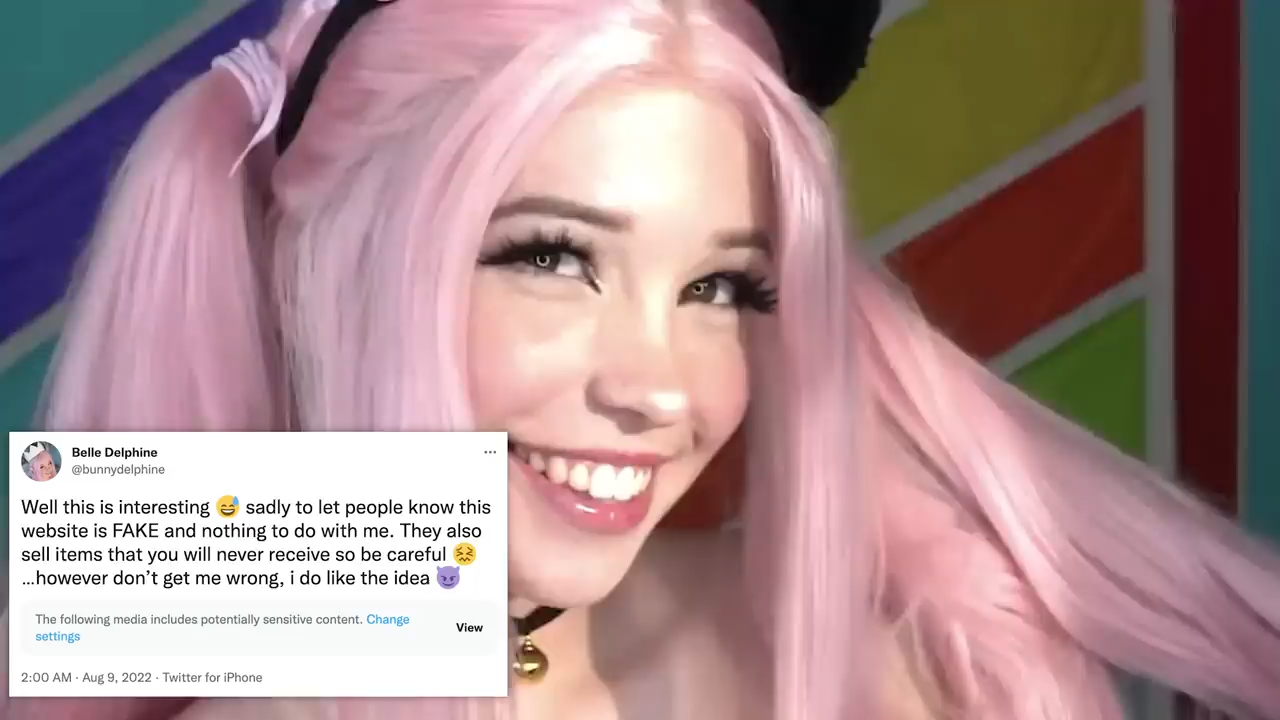 Belle Delphine
@bunnydelphine
Well this is interesting 😅 sadly to let people know this
website is FAKE and nothing to do with me. They also
sell items that you will never receive so be careful 😖
...however don’t get me wrong, i do like the idea 😈
The following media includes potentially sensitive content. Change
settings
View
2:00 AM · Aug 9, 2022 · Twitter for iPhone